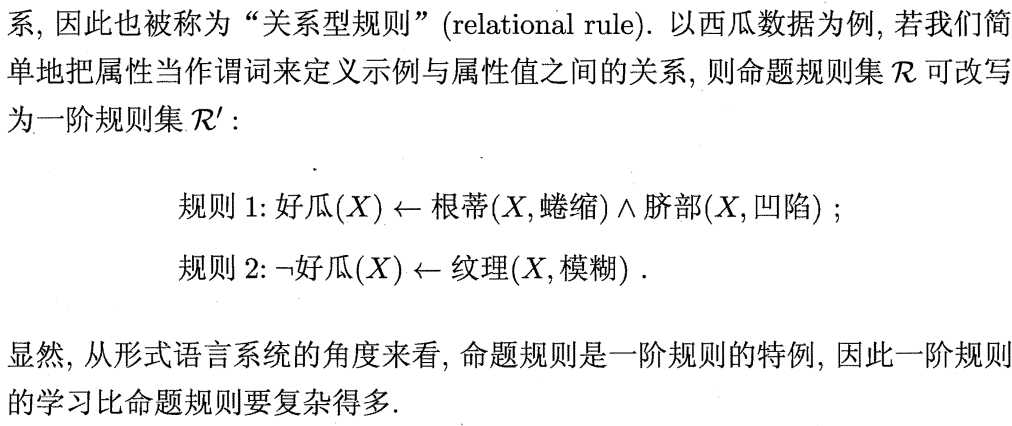 系, 因此也被称为“关系型规则” (relational rule). 以西瓜数据为例, 若我们简
单地把属性当作谓词来定义示例与属性值之间的关系, 则命题规则集 ℛ 可改写
为一阶规则集 ℛ′ :
规则 1: 好瓜(X) ← 根蒂(X, 蜷缩) ∧ 脐部(X, 凹陷) ;
规则 2: ¬好瓜(X) ← 纹理(X, 模糊) .
显然, 从形式语言系统的角度来看, 命题规则是一阶规则的特例, 因此一阶规则
的学习比命题规则要复杂得多.